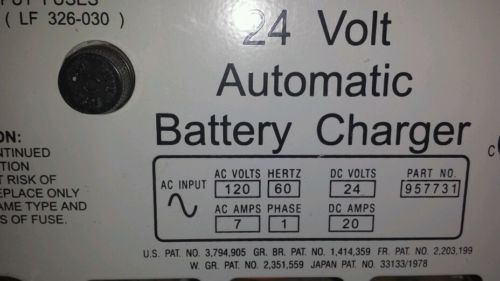 FUSES
( LF 326-030 )
24 Volt
Automatic
Battery Charger
ON:
CONTINUED
TION
RISK OF
REPLACE ONLY
AME TYPE AND
S OF FUSE.
AC INPUT
AC VOLTS HERTZ DC VOLTS PART NO.
120 60 24 957731
AC AMPS PHASE DC AMPS
7 1 20
U.S. PAT. NO. 3,794,905 GR. BR. PAT. NO. 1,414,359 FR. PAT. NO. 2,203,199
W. GR. PAT. NO. 2,351,559 JAPAN PAT. NO. 33133/1978